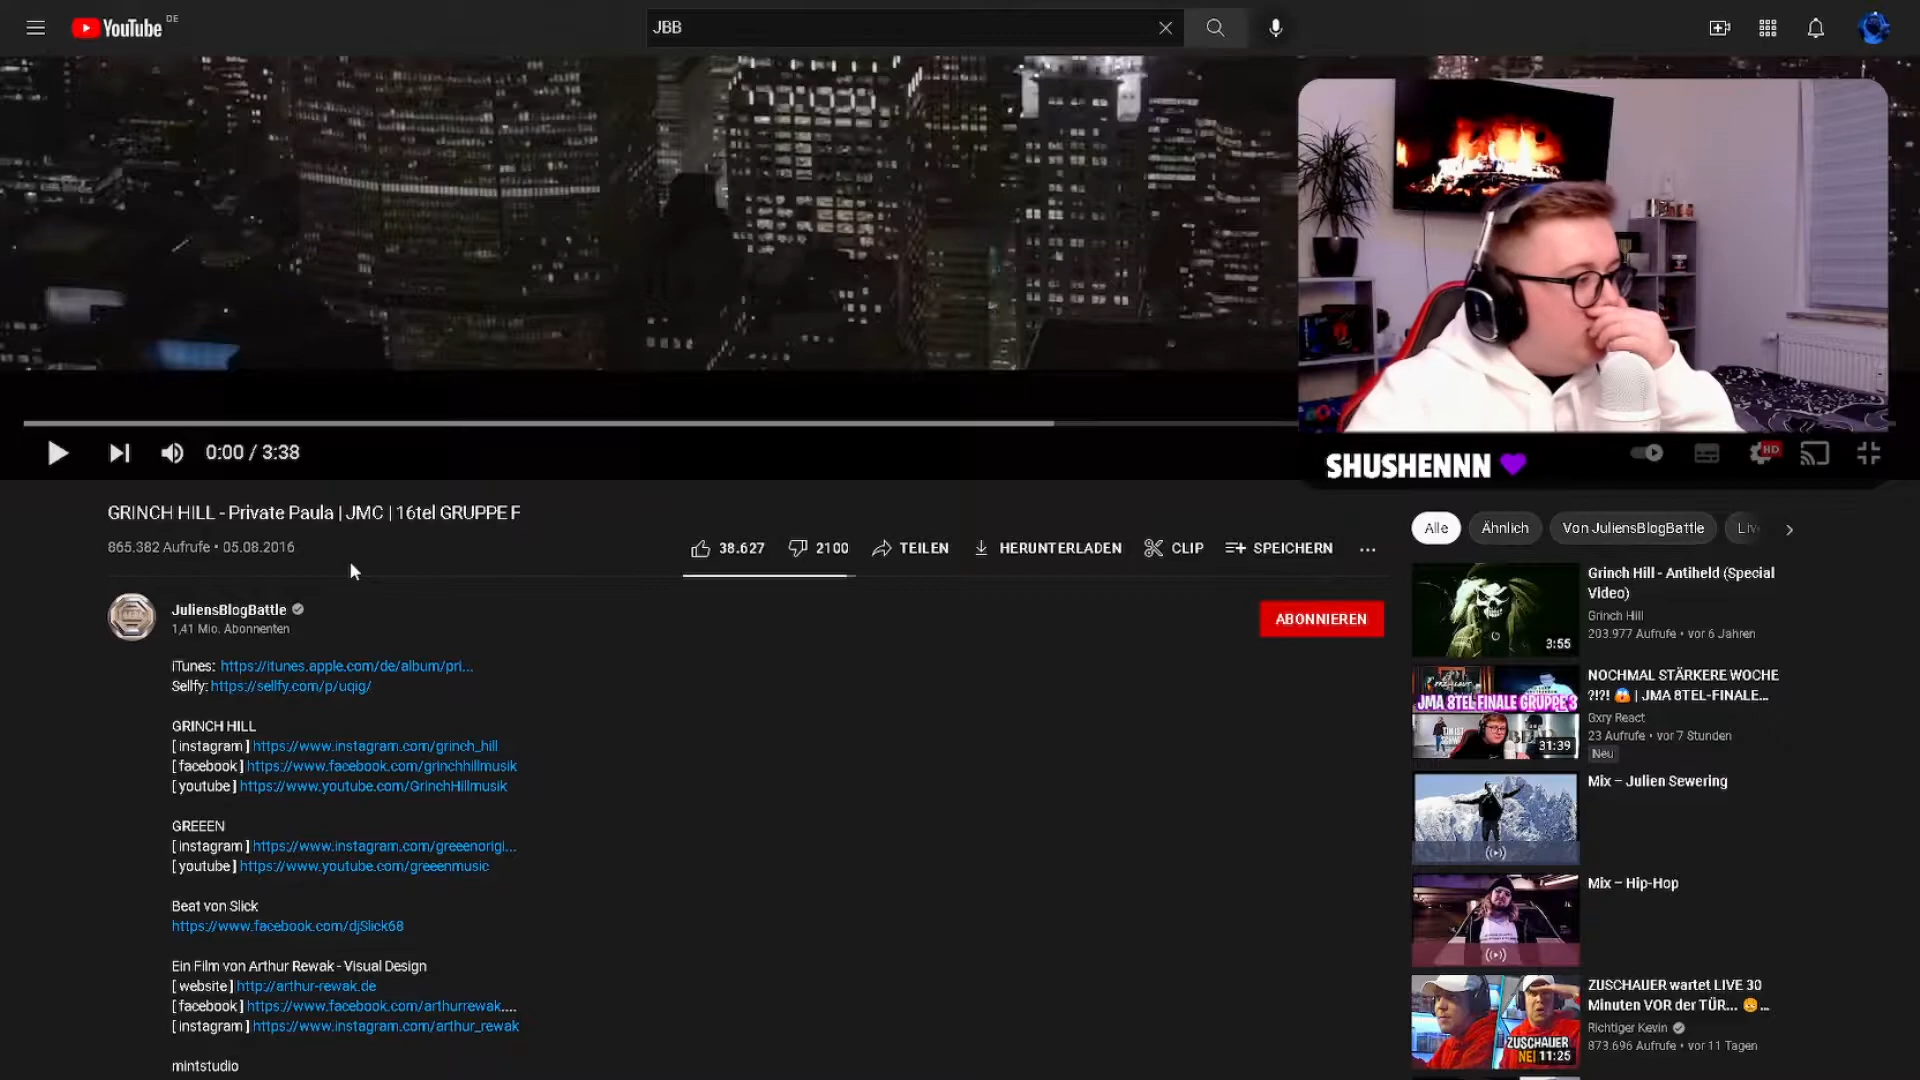 YouTube DE
JBB
0:00 / 3:38
SHUSHENNN
HD
GRINCH HILL - Private Paula | JMC | 16tel GRUPPE F
865.382 Aufrufe • 05.08.2016
38.627
2100
TEILEN
HERUNTERLADEN
CLIP
SPEICHERN
JuliensBlogBattle
1,41 Mio. Abonnenten
ABONNIEREN
iTunes: https://itunes.apple.com/de/album/pri...
Sellfy: https://sellfy.com/p/uqig/
GRINCH HILL
[instagram] https://www.instagram.com/grinch_hill
[facebook] https://www.facebook.com/grinchhillmusik
[youtube] https://www.youtube.com/GrinchHillmusik
GREEEN
[instagram] https://www.instagram.com/greeenorigi...
[youtube] https://www.youtube.com/greeenmusic
Beat von Slick
https://www.facebook.com/djSlick68
Ein Film von Arthur Rewak - Visual Design
[website] http://arthur-rewak.de
[facebook] https://www.facebook.com/arthurrewak....
[instagram] https://www.instagram.com/arthur_rewak
mintstudio
Alle
Ähnlich
Von JuliensBlogBattle
Liv
Grinch Hill - Antiheld (Special
Video)
Grinch Hill
203.977 Aufrufe • vor 6 Jahren
3:55
NOCHMAL STÄRKERE WOCHE
?!?! 😱 | JMA 8TEL-FINALE...
Gxry React
23 Aufrufe • vor 7 Stunden
Neu
JMA 8TEL FINALE GRUPPE 3
31:39
Mix – Julien Sewering
Mix – Hip-Hop
ZUSCHAUER wartet LIVE 30
Minuten VOR der TÜR... 😥...
Richtiger Kevin
873.696 Aufrufe • vor 11 Tagen
ZUSCHAUER
11:25